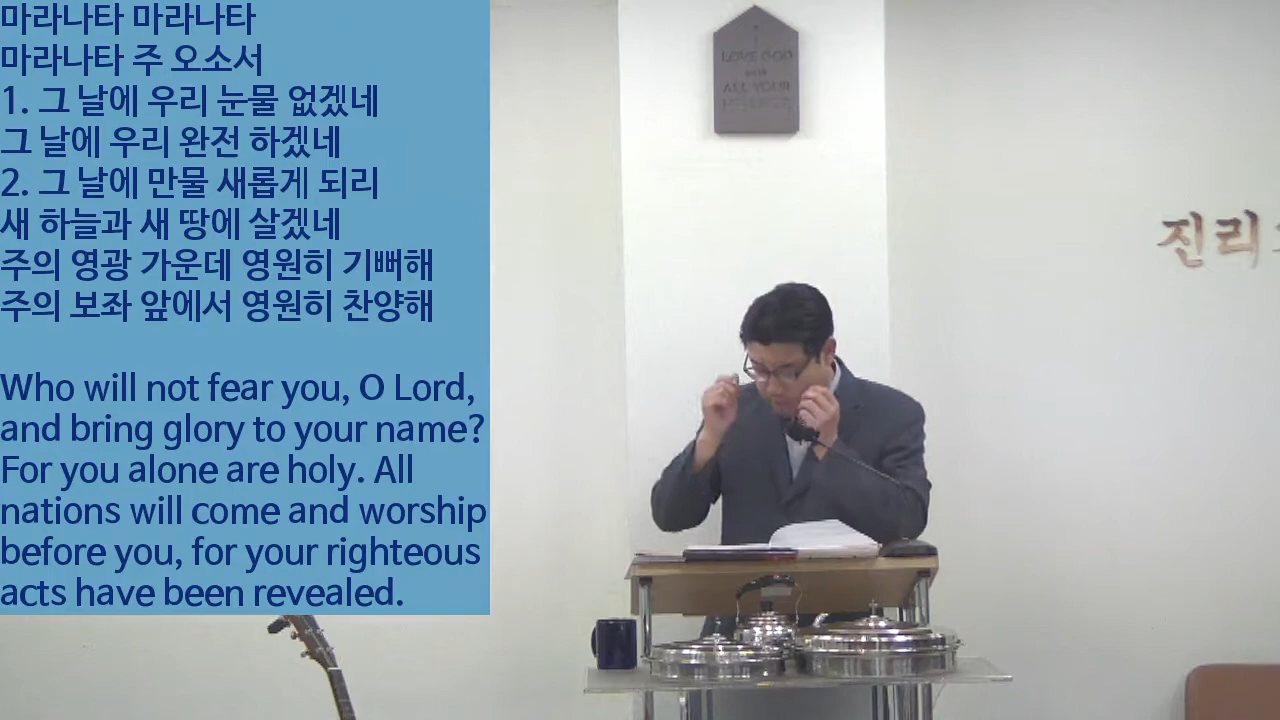 마라나타 마라나타
마라나타 주 오소서
1. 그 날에 우리 눈물 없겠네
그 날에 우리 완전 하겠네
2. 그 날에 만물 새롭게 되리
새 하늘과 새 땅에 살겠네
주의 영광 가운데 영원히 기뻐해
주의 보좌 앞에서 영원히 찬양해
Who will not fear you, O Lord,
and bring glory to your name?
For you alone are holy. All
nations will come and worship
before you, for your righteous
acts have been revealed.
LOVE GOD
ALL YOUR
진리